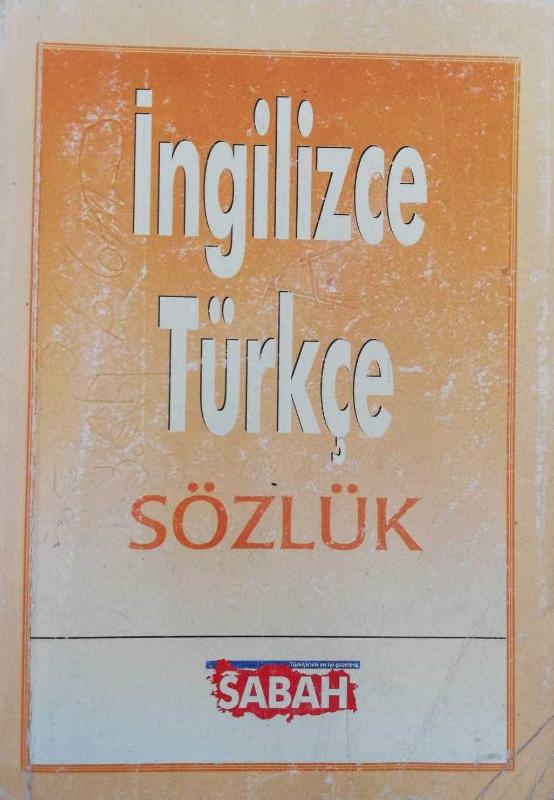 İngilizce
Türkçe
SÖZLÜK
Türkiye'nin en iyi gazetesi
SABAH